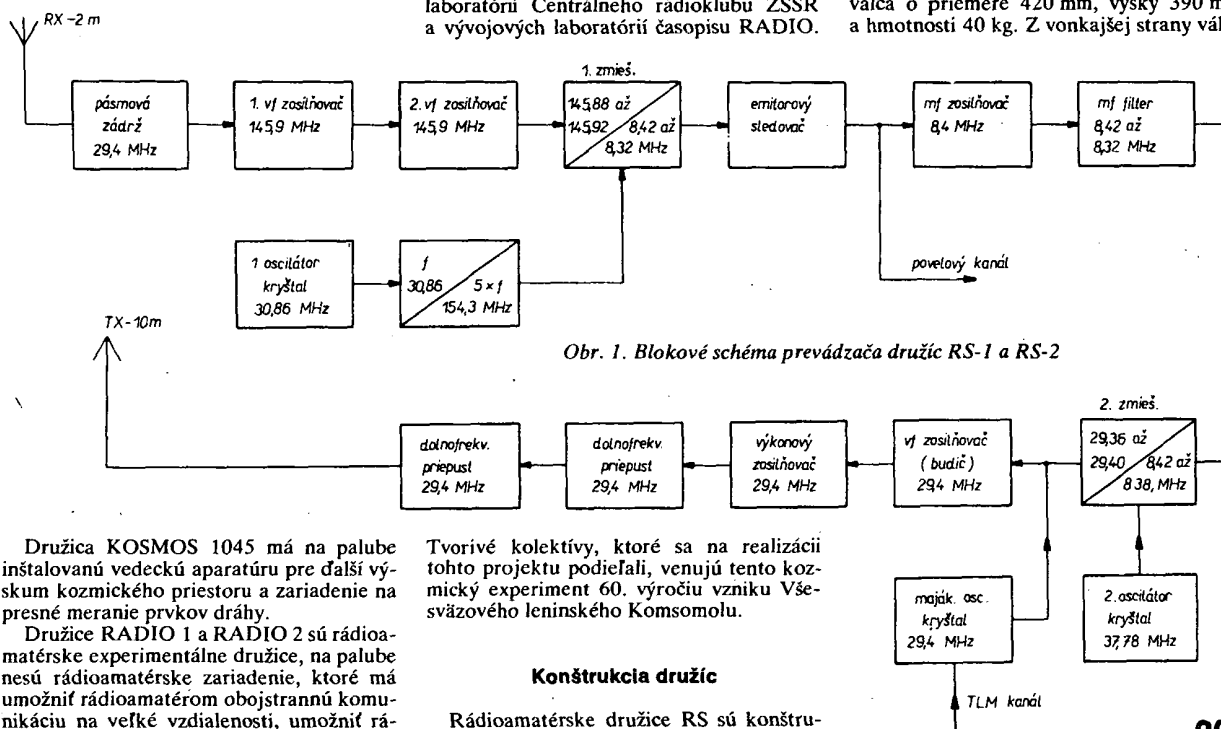 laboratórií Centrálneho rádioklubu ZSSR
a vývojových laboratórií časopisu RADIO.
valca o priemere 420 mm, výšky 390 m
a hmotnosti 40 kg. Z vonkajšej strany vál
RX -2 m
pásmová
zádrž
29,4 MHz
1. vf zosilňovač
145,9 MHz
2. vf zosilňovač
145,9 MHz
1. zmieš.
145,88 až
145,92
8,42 až
8,32 MHz
emitorový
sledovač
mf zosilňovač
8,4 MHz
mf filter
8,42 až
8,32 MHz
1 oscilátor
kryštal
30,86 MHz
f
30,86
5 × f
154,3 MHz
povelový kanál
TX-10m
Obr. 1. Blokové schéma prevádzača družíc RS-1 a RS-2
dolnofrekv.
priepust
29,4 MHz
dolnofrekv.
priepust
29,4 MHz
výkonový
zosilňovač
29,4 MHz
vf zosilňovač
( budič )
29,4 MHz
2. zmieš.
29,36 až
29,40
8,42 až
8 38, MHz
maják. osc.
kryštal
29,4 MHz
2.oscilátor
kryštal
37,78 MHz
TLM kanál
Družica KOSMOS 1045 má na palube
inštalovanú vedeckú aparatúru pre ďalší vý-
skum kozmického priestoru a zariadenie na
presné meranie prvkov dráhy.
Družice RADIO 1 a RADIO 2 sú rádioa-
matérske experimentálne družice, na palube
nesú rádioamatérske zariadenie, ktoré má
umožniť rádioamatérom obojstrannú komu-
nikáciu na veľké vzdialenosti, umožniť rá-
Tvorivé kolektívy, ktoré sa na realizácii
tohto projektu podieľali, venujú tento koz-
mický experiment 60. výročiu vzniku Vše-
sväzového leninského Komsomolu.
Konštrukcia družíc
Rádioamatérske družice RS sú konštru-